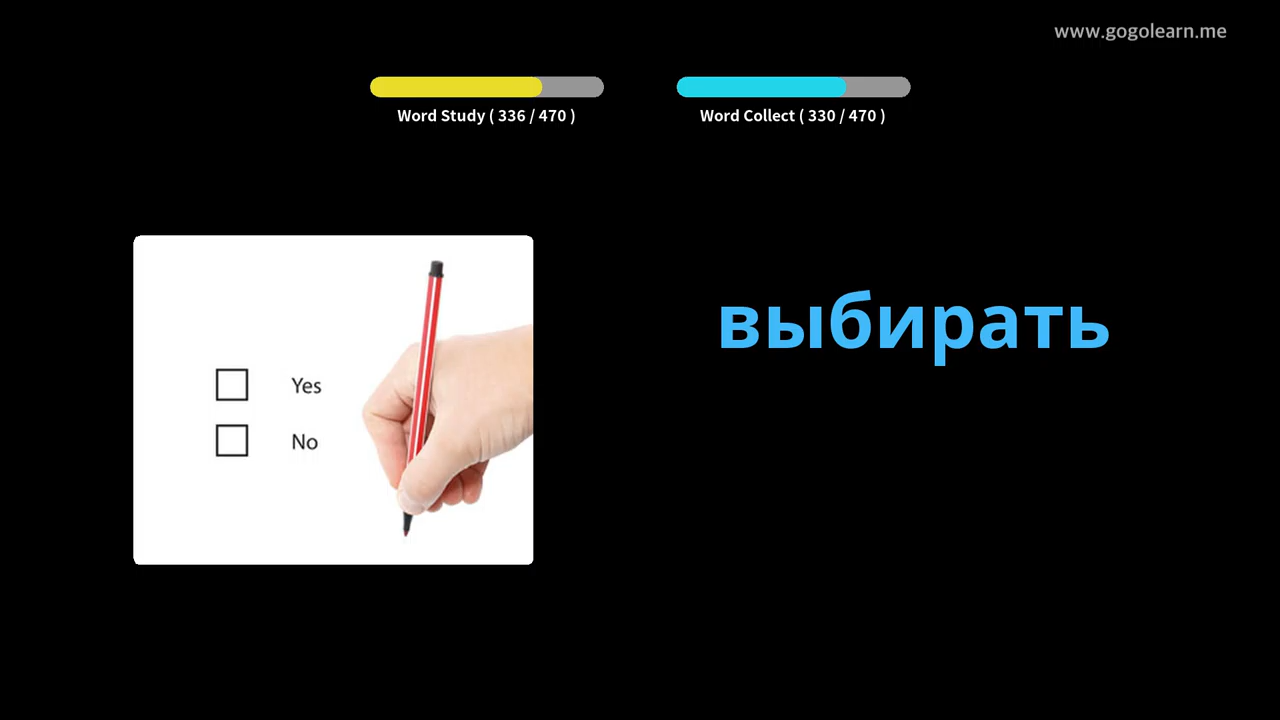 www.gogolearn.me
Word Study ( 336 / 470 )
Word Collect ( 330 / 470 )
Yes
No
выбирать